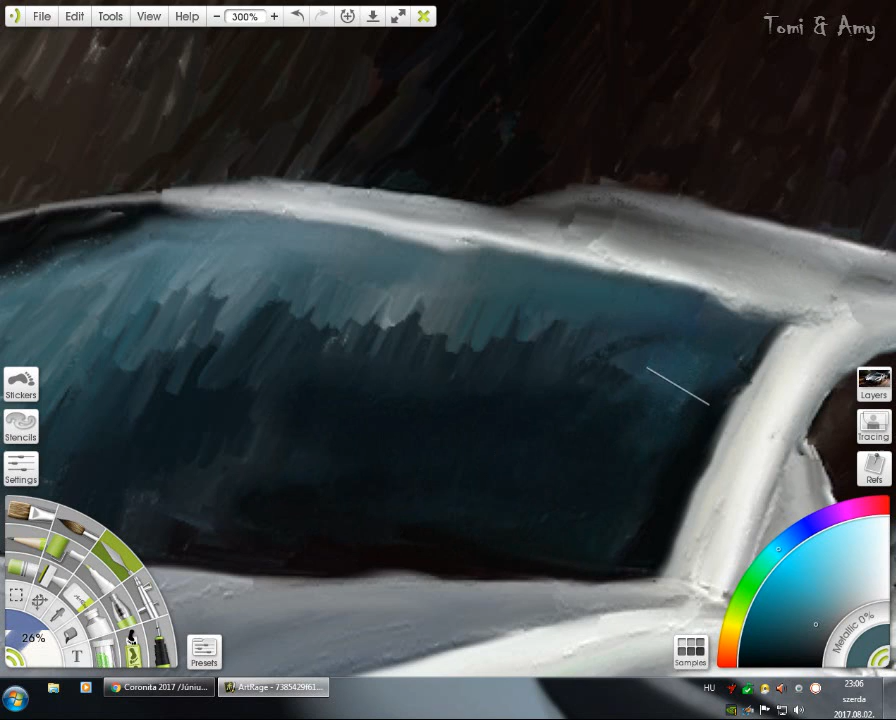 File Edit Tools View Help − 300% +
Tomi & Amy
Stickers
Stencils
Settings
Layers
Tracing
Refs
26%
T
Presets
Samples
Metallic 0%
Coronita 2017 /Júniu...
ArtRage - 7385429f61...
HU
23:06
szerda
2017.08.02.